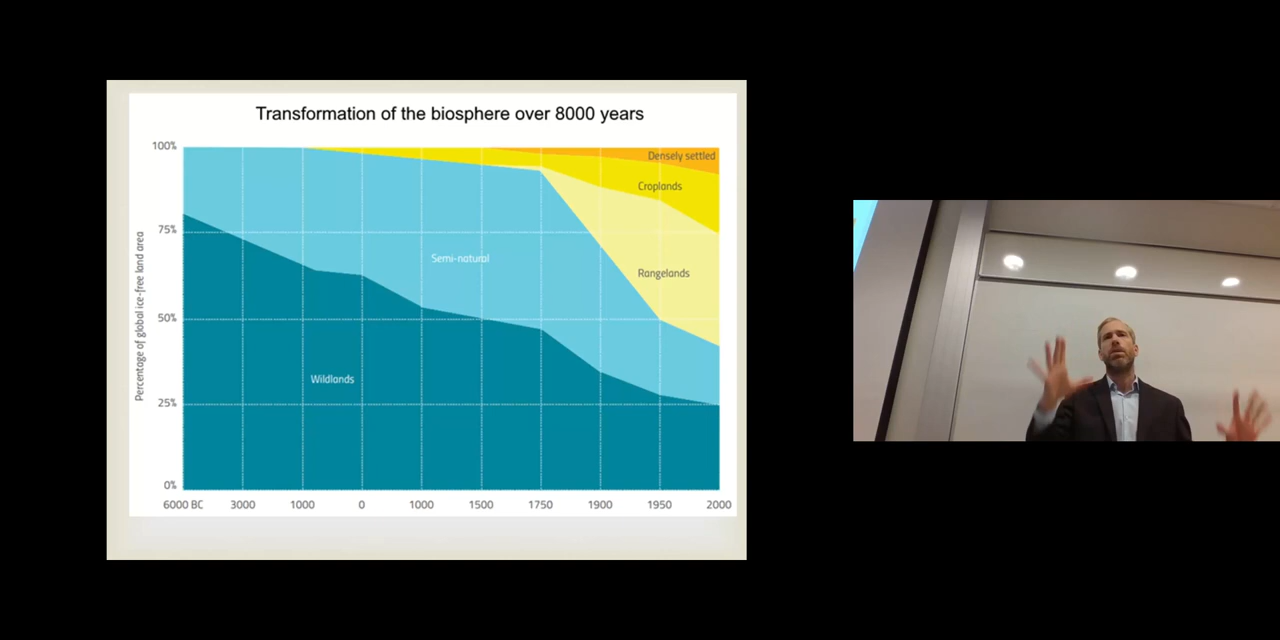 Transformation of the biosphere over 8000 years
Percentage of global ice-free land area
100%
75%
50%
25%
0%
Densely settled
Croplands
Semi-natural
Rangelands
Wildlands
6000 BC 3000 1000 0 1000 1500 1750 1900 1950 2000